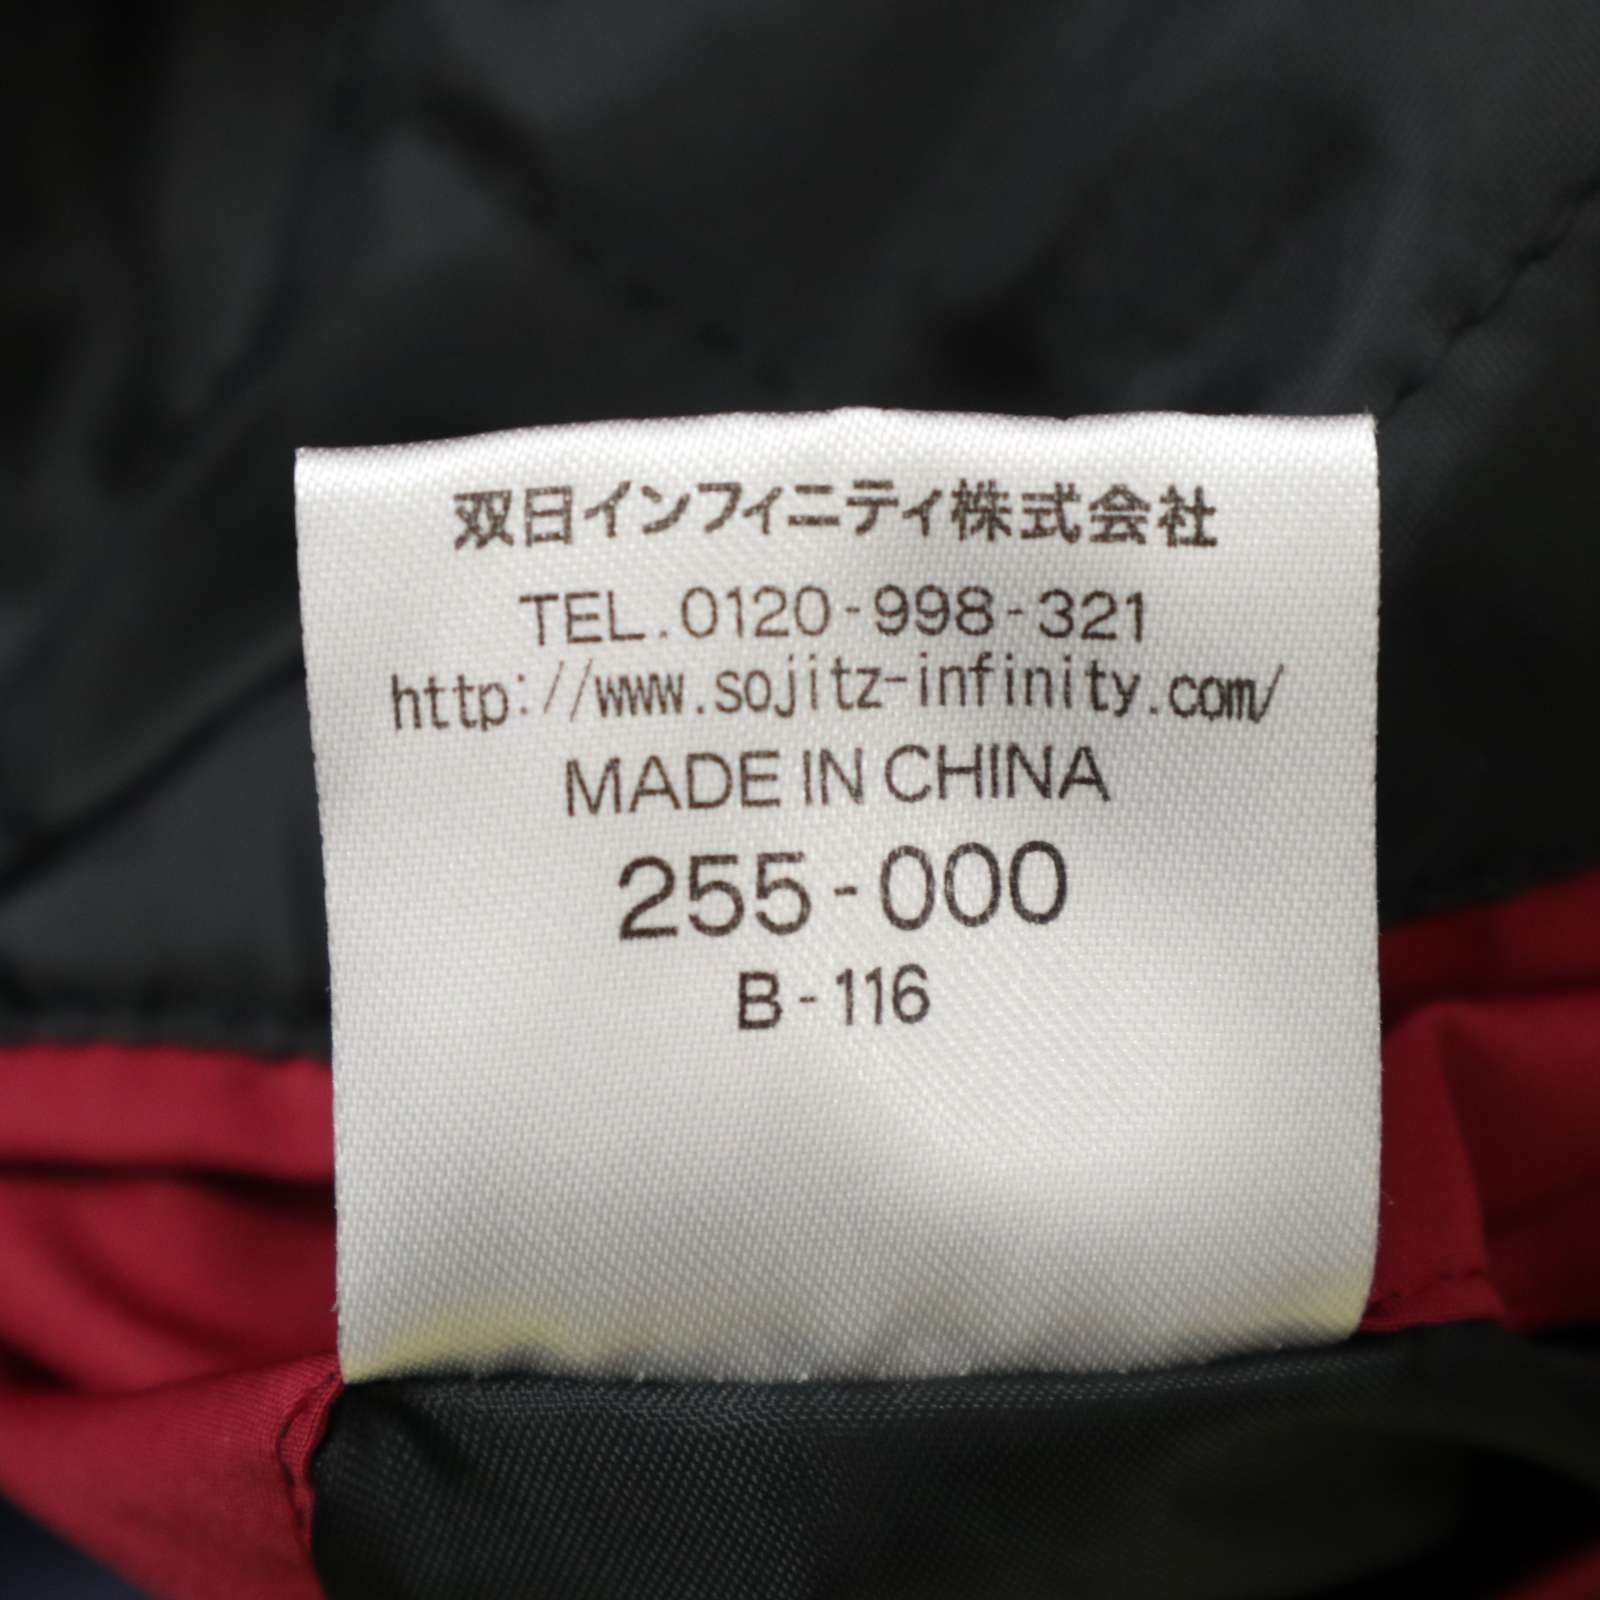 双日インフィニティ株式会社
TEL.0120-998-321
http://www.sojitz-infinity.com/
MADE IN CHINA
255-000
B-116